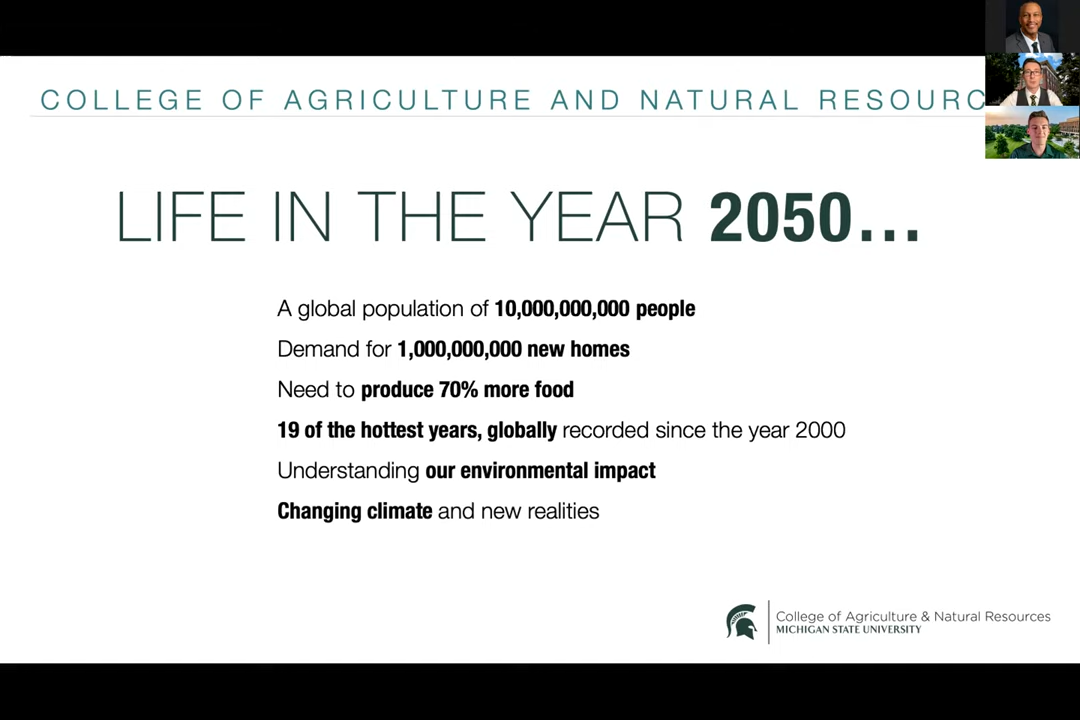 COLLEGE OF AGRICULTURE AND NATURAL RESOURC
LIFE IN THE YEAR 2050...
A global population of 10,000,000,000 people
Demand for 1,000,000,000 new homes
Need to produce 70% more food
19 of the hottest years, globally recorded since the year 2000
Understanding our environmental impact
Changing climate and new realities
College of Agriculture & Natural Resources
MICHIGAN STATE UNIVERSITY